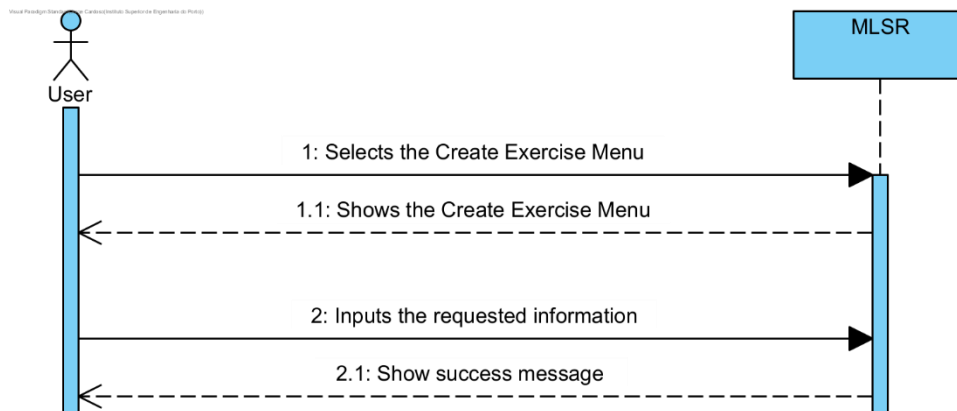 MLSR
User
1: Selects the Create Exercise Menu
1.1: Shows the Create Exercise Menu
2: Inputs the requested information
2.1: Show success message